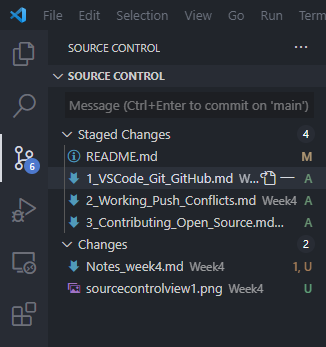 File Edit Selection View Go Run Term
SOURCE CONTROL ...
SOURCE CONTROL
Message (Ctrl+Enter to commit on 'main')
Staged Changes 4
README.md M
1_VSCode_Git_GitHub.md W... A
2_Working_Push_Conflicts.md Week4 A
3_Contributing_Open_Source.md... A
Changes 2
Notes_week4.md Week4 1, U
sourcecontrolview1.png Week4 U
6